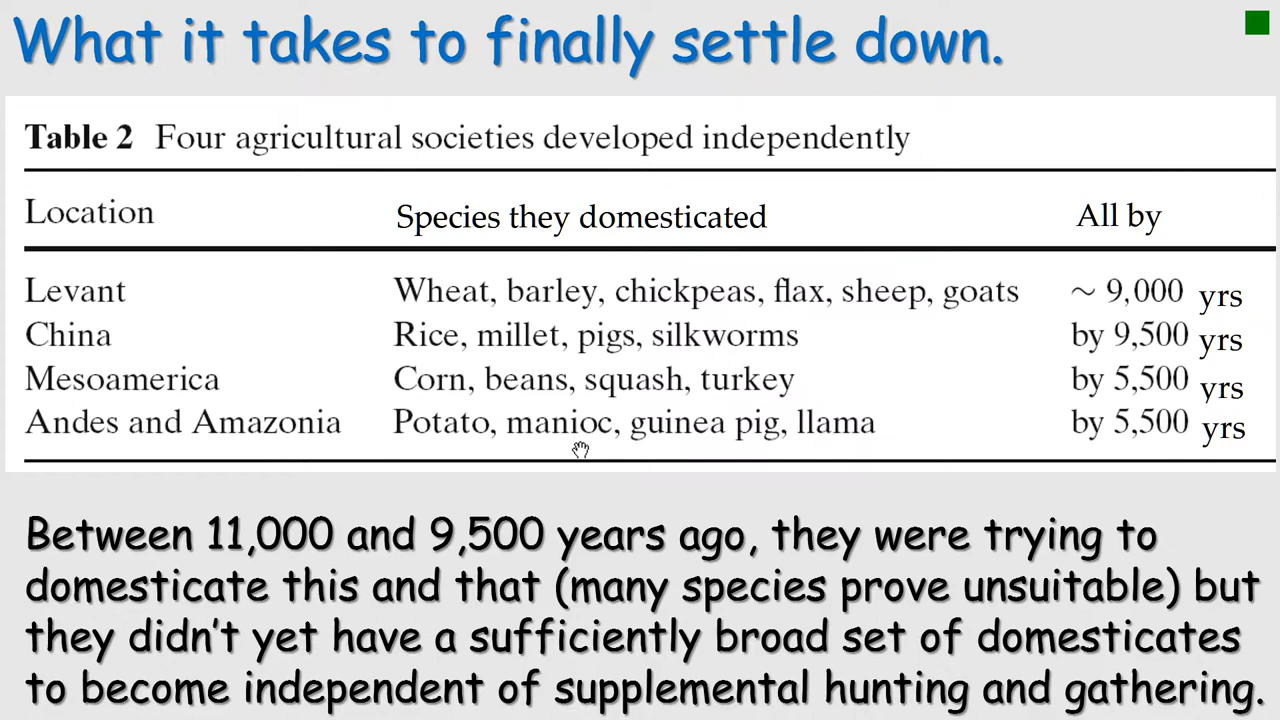 What it takes to finally settle down.
Table 2 Four agricultural societies developed independently
Location Species they domesticated All by
Levant Wheat, barley, chickpeas, flax, sheep, goats ~ 9,000 yrs
China Rice, millet, pigs, silkworms by 9,500 yrs
Mesoamerica Corn, beans, squash, turkey by 5,500 yrs
Andes and Amazonia Potato, manioc, guinea pig, llama by 5,500 yrs
Between 11,000 and 9,500 years ago, they were trying to
domesticate this and that (many species prove unsuitable) but
they didn't yet have a sufficiently broad set of domesticates
to become independent of supplemental hunting and gathering.